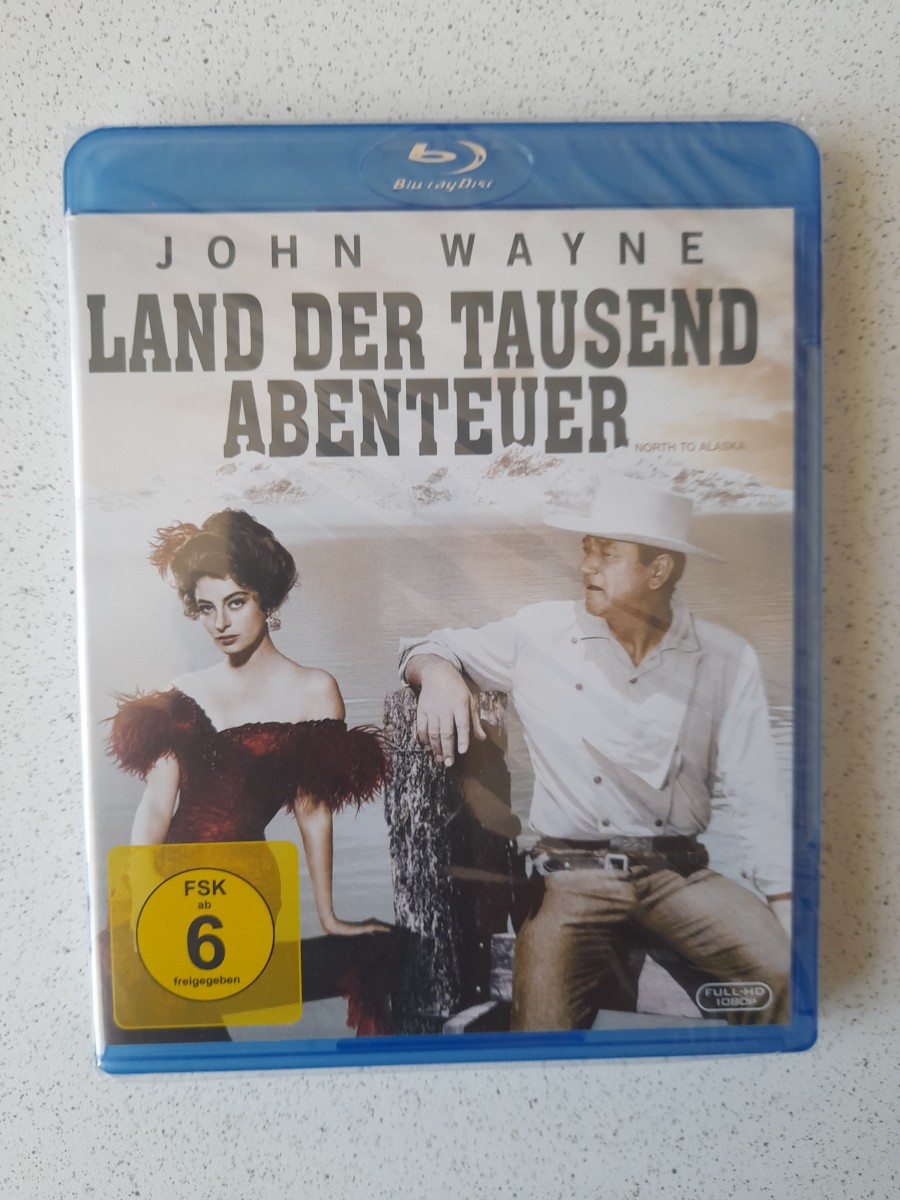 Blu-ray Disc
JOHN WAYNE
LAND DER TAUSEND
ABENTEUER
NORTH TO ALASKA
FSK
ab
6
freigegeben
FULL-HD
1080P